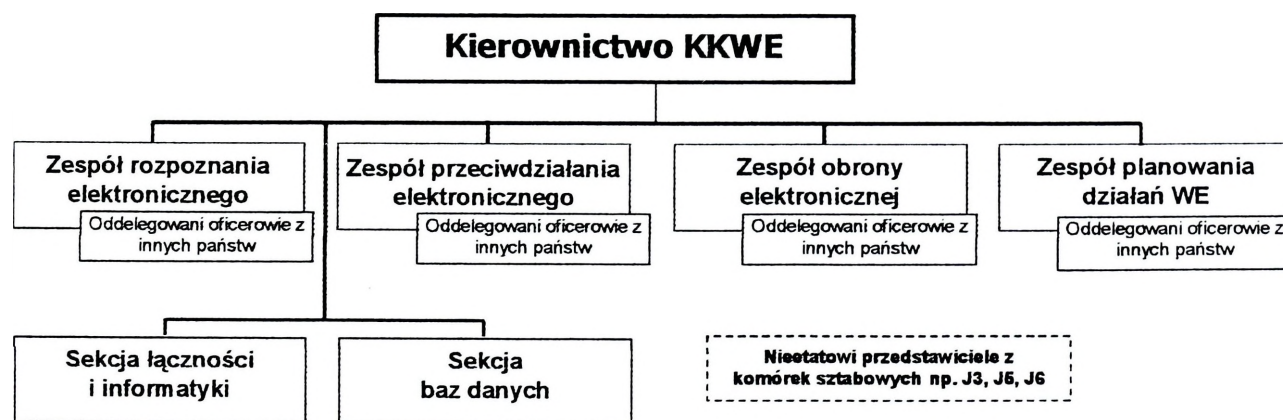 Kierownictwo KKWE
Zespół rozpoznania
elektronicznego
Oddelegowani oficerowie z
innych państw
Zespół przeciwdziałania
elektronicznego
Oddelegowani oficerowie z
innych państw
Zespół obrony
elektronicznej
Oddelegowani oficerowie z
innych państw
Zespół planowania
działań WE
Oddelegowani oficerowie z
innych państw
Sekcja łączności
i informatyki
Sekcja
baz danych
Nieetatowi przedstawiciele z
komórek sztabowych np. J3, J5, J6